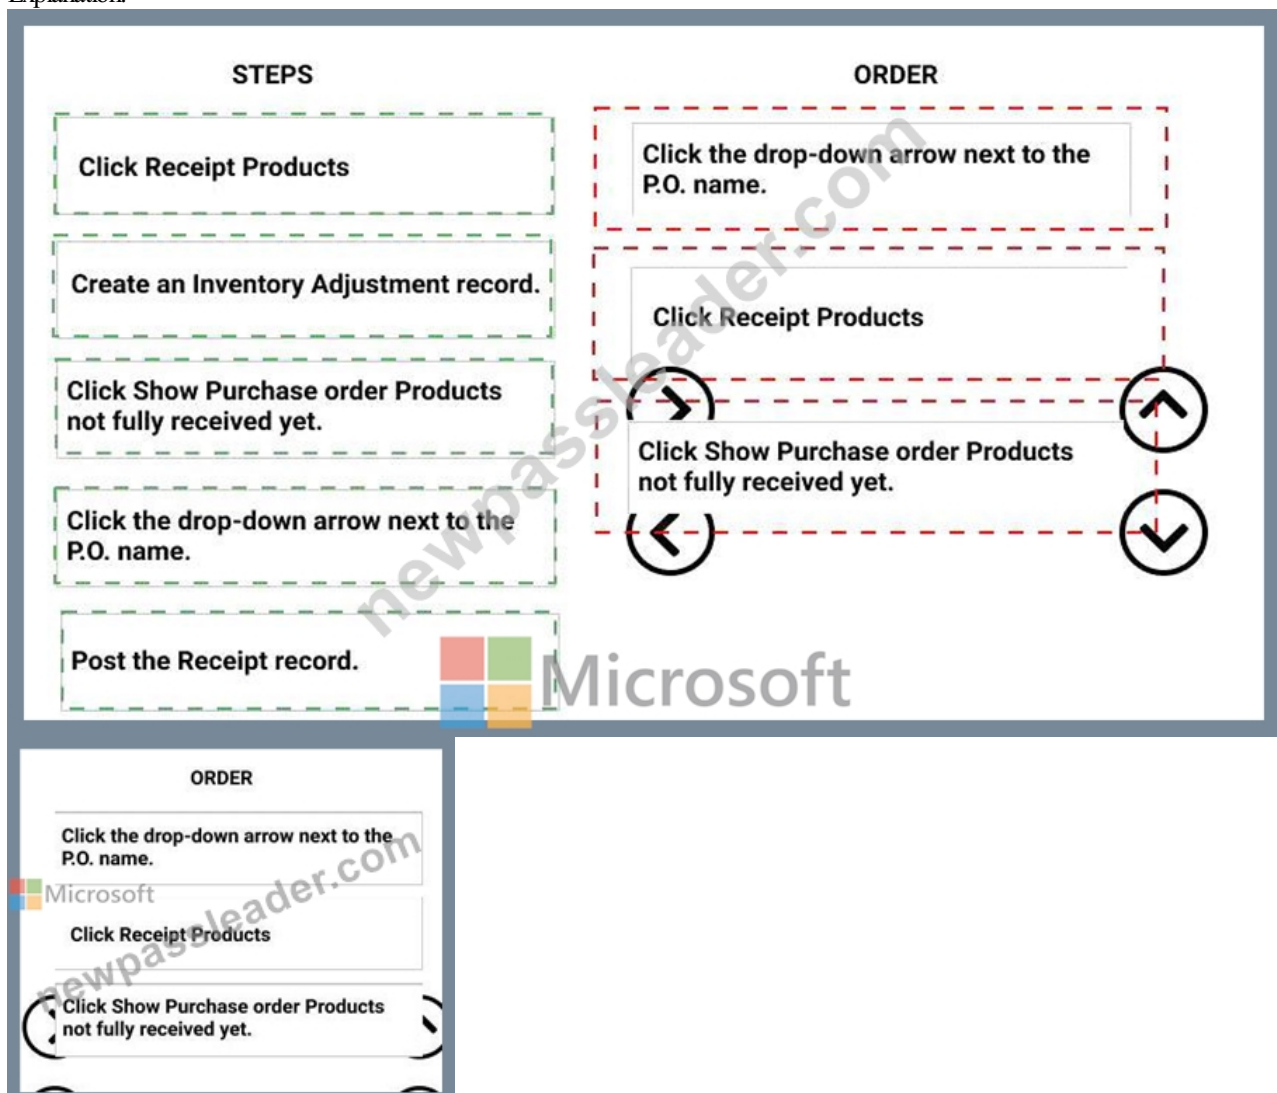 Explanation:
STEPS
ORDER
Click Receipt Products
Create an Inventory Adjustment record.
Click Show Purchase order Products
not fully received yet.
Click the drop-down arrow next to the
P.O. name.
Post the Receipt record.
Click the drop-down arrow next to the
P.O. name.
Click Receipt Products
Click Show Purchase order Products
not fully received yet.
newpassleader.com
Microsoft
ORDER
Click the drop-down arrow next to the
P.O. name.
Microsoft
Click Receipt Products
newpassleader.com
Click Show Purchase order Products
not fully received yet.